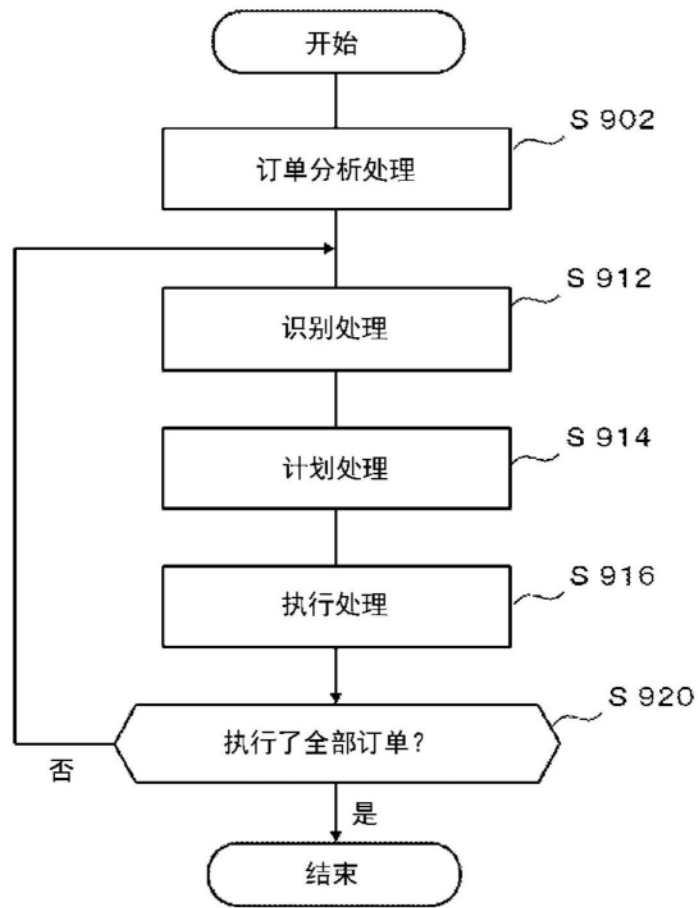 开始
S 902
订单分析处理
S 912
识别处理
S 914
计划处理
S 916
执行处理
S 920
执行了全部订单?
否
是
结束